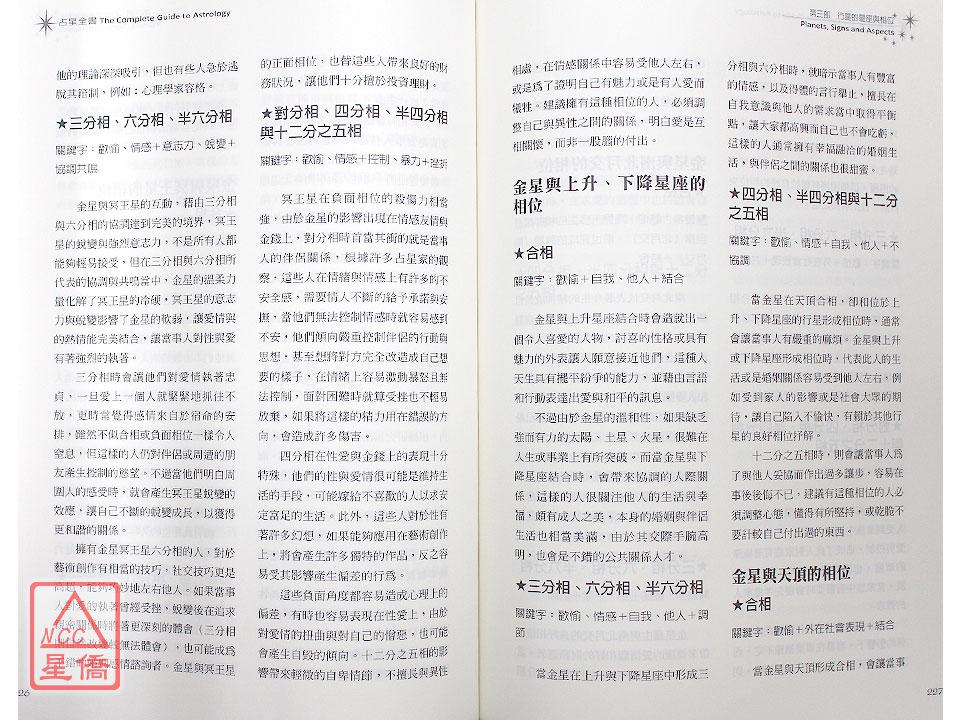 占星全書 The Complete Guide to Astrology
他的理論深深吸引，但也有些人急於逃
脫其箝制，例如：心理學家容格。
★三分相、六分相、半六分相
關鍵字：歡愉、情感＋意志力、蛻變＋
協調共鳴
金星與冥王星的互動，藉由三分相
與六分相的協調達到完美的境界，冥王
星的蛻變與強烈意志力，不是所有人都
能夠輕易接受，但在三分相與六分相所
代表的協調與共鳴當中，金星的溫柔力
量化解了冥王星的冷硬，冥王星的意志
力與蛻變影響了金星的軟弱，讓愛情與
的熱情能完美結合，讓當事人對性與愛
有著強烈的執著。
三分相時會讓他們對愛情執著忠
貞，一旦愛上一個人就緊緊地抓住不
放，更時常覺得感情來自於宿命的安
排，雖然不似合相或負面相位一樣令人
窒息，但這樣的人仍對伴侶或周遭的朋
友產生控制的慾望。不過當他們明白周
圍人的感受時，就會產生冥王星蛻變的
效應，讓自己不斷的蛻變成長，以獲得
更和諧的關係。
擁有金星冥王星六分相的人，對於
藝術創作有相當的技巧，社交技巧更是
高超，能夠巧妙地左右他人。如果當事
人對愛的執著曾經受挫，蛻變後在追求
關係時將著更深刻的體會（三分相
無法體會），也可能成為
感情諮詢者。金星與冥王星
NCC
星僑
26
的正面相位，也替這些人帶來良好的財
務狀況，讓他們十分擅於投資理財。
★對分相、四分相、半四分相
與十二分之五相
關鍵字：歡愉、情感＋控制、暴力＋挫折
冥王星在負面相位的殺傷力相當
強，由於金星的影響出現在情感友情與
金錢上，對分相時首當其衝的就是當事
人的伴侶關係，根據許多占星家的觀
察，這些人在情緒與情感上有許多的不
安全感，需要情人不斷的給予承諾與安
撫，當他們無法控制情感時就容易感到
不安，他們傾向嚴重控制伴侶的行動與
思想，甚至想將對方完全改造成自己想
要的樣子，在情緒上容易激動暴怒且無
法控制，面對困難時就算受挫也不輕易
放棄，如果將這樣的精力用在錯誤的方
向，會造成許多傷害。
四分相在性愛與金錢上的表現十分
特殊，他們的性與愛情很可能是維持生
活的手段，可能嫁給不喜歡的人以求安
定富足的生活。此外，這些人對於性有
著許多幻想，如果能夠應用在藝術創作
上，將會產生許多獨特的作品，反之容
易受其影響產生偏差的行為。
這些負面角度都容易造成心理上的
偏差，有時也容易表現在性愛上，由於
對愛情的扭曲與對自己的憎惡，也可能
會產生自毀的傾向。十二分之五相的影
響帶來輕微的自卑情節，不擅長與異性
第三部 行星的星座與相位
Planets, Signs and Aspects
相處，在情感關係中容易受他人左右，
或是為了證明自己有魅力或是有人愛而
犧牲。建議擁有這種相位的人，必須調
整自己與異性之間的關係，明白愛是互
相關懷，而非一股腦的付出。
金星與上升、下降星座的
相位
★合相
關鍵字：歡愉＋自我、他人＋結合
金星與上升星座結合時會造就出一
個令人喜愛的人物，討喜的性格或具有
魅力的外表讓人願意接近他們，這種人
天生具有擺平紛爭的能力，並藉由言語
和行動表達出愛與和平的訊息。
不過由於金星的溫和性，如果缺乏
強而有力的太陽、土星、火星，很難在
人生或事業上有所突破。而當金星與下
降星座結合時，會帶來協調的人際關
係，這樣的人很關注他人的生活與幸
福，頗有成人之美，本身的婚姻與伴侶
生活也相當美滿，由於其交際手腕高
明，也會是不錯的公共關係人才。
★三分相、六分相、半六分相
關鍵字：歡愉、情感＋自我、他人＋調
節
當金星在上升與下降星座中形成三
分相與六分相時，就暗示當事人有豐富
的情感，以及得體的言行舉止，擅長在
自我意識與他人的需求當中取得平衡
點，讓大家都高興而自己也不會吃虧，
這樣的人通常擁有幸福融洽的婚姻生
活，與伴侶之間的關係也很甜蜜。
★四分相、半四分相與十二分
之五相
關鍵字：歡愉、情感＋自我、他人＋不
協調
當金星在天頂合相，卻和位於上
升、下降星座的行星形成相位時，通常
會讓當事人有嚴重的麻煩。金星與上升
或下降星座形成相位時，代表此人的生
活或是婚姻關係容易受到他人左右，例
如受到家人的影響或是社會大眾的期
待，讓自己陷入不愉快，有賴於其他行
星的良好相位抒解。
十二分之五相時，則會讓當事人為
了與他人妥協而作出過多讓步，容易在
事後後悔不已，建議有這種相位的人必
須調整心態，懂得有所堅持，或乾脆不
要計較自己付出過的東西。
金星與天頂的相位
★合相
關鍵字：歡愉＋外在社會表現＋結合
當金星與天頂形成合相，會讓當事
227